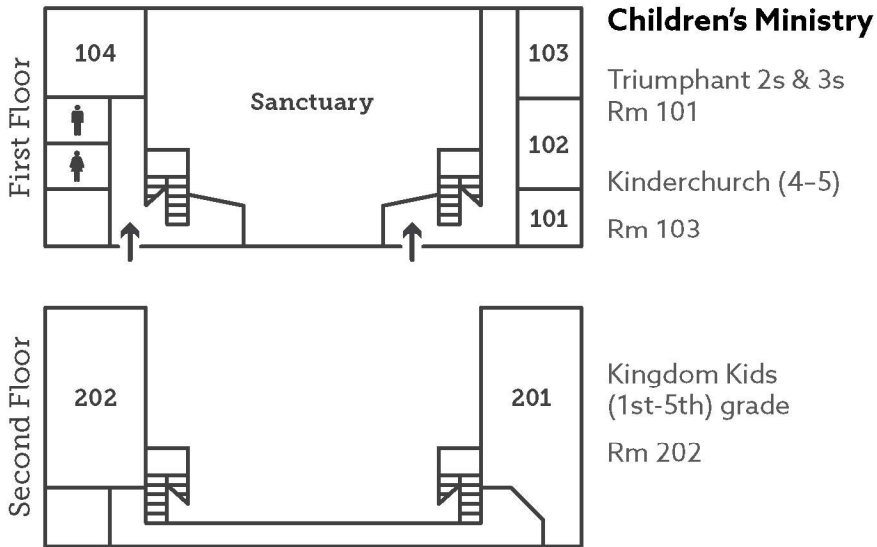 First Floor
104
Sanctuary
103
102
101
Children's Ministry
Triumphant 2s & 3s
Rm 101
Kinderchurch (4–5)
Rm 103
Second Floor
202
201
Kingdom Kids
(1st-5th) grade
Rm 202